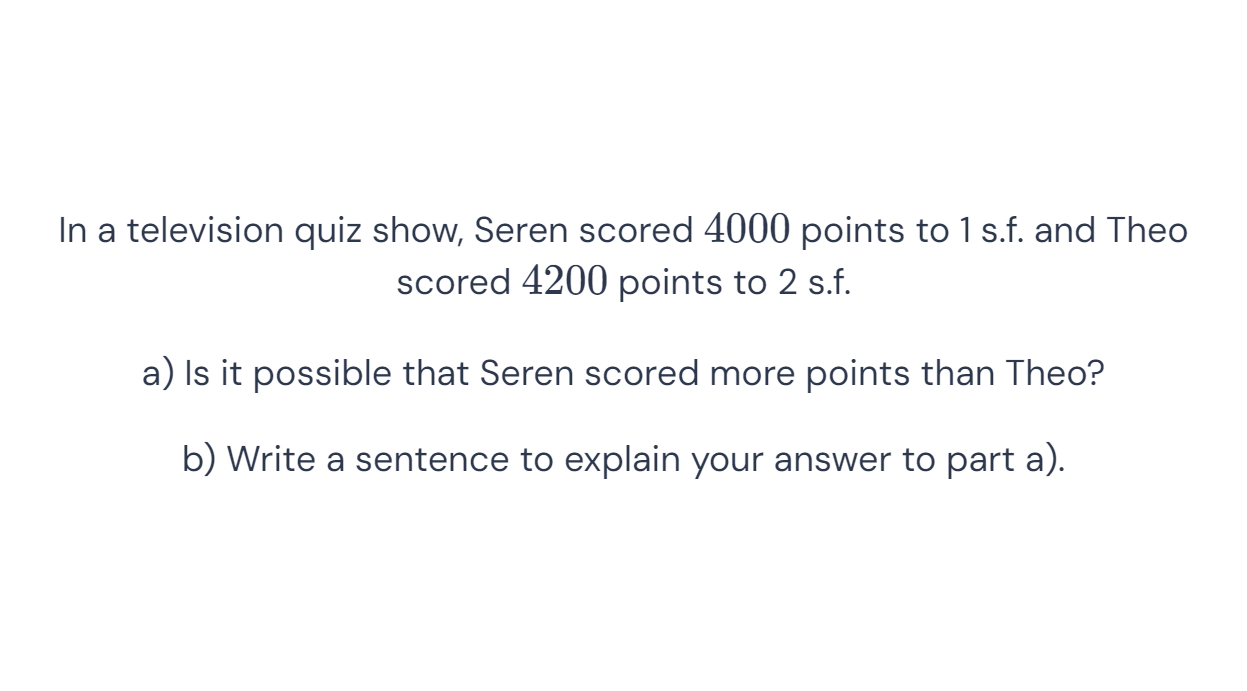 In a television quiz show, Seren scored 4000 points to 1 s.f. and Theo
scored 4200 points to 2 s.f.
a) Is it possible that Seren scored more points than Theo?
b) Write a sentence to explain your answer to part a).